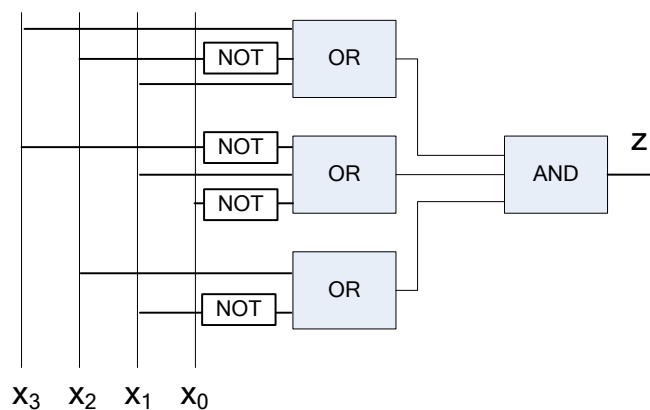 NOT
OR
NOT
OR
NOT
AND
z
OR
NOT
x₃ x₂ x₁ x₀